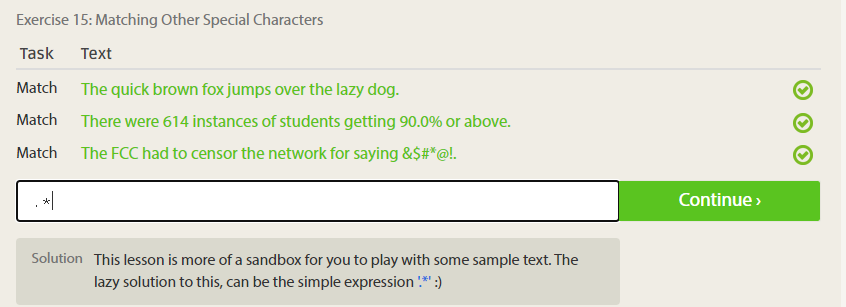 Exercise 15: Matching Other Special Characters
Task Text
Match The quick brown fox jumps over the lazy dog.
Match There were 614 instances of students getting 90.0% or above.
Match The FCC had to censor the network for saying &$#*@!.
.*
Continue ›
Solution This lesson is more of a sandbox for you to play with some sample text. The
lazy solution to this, can be the simple expression '.*' :)